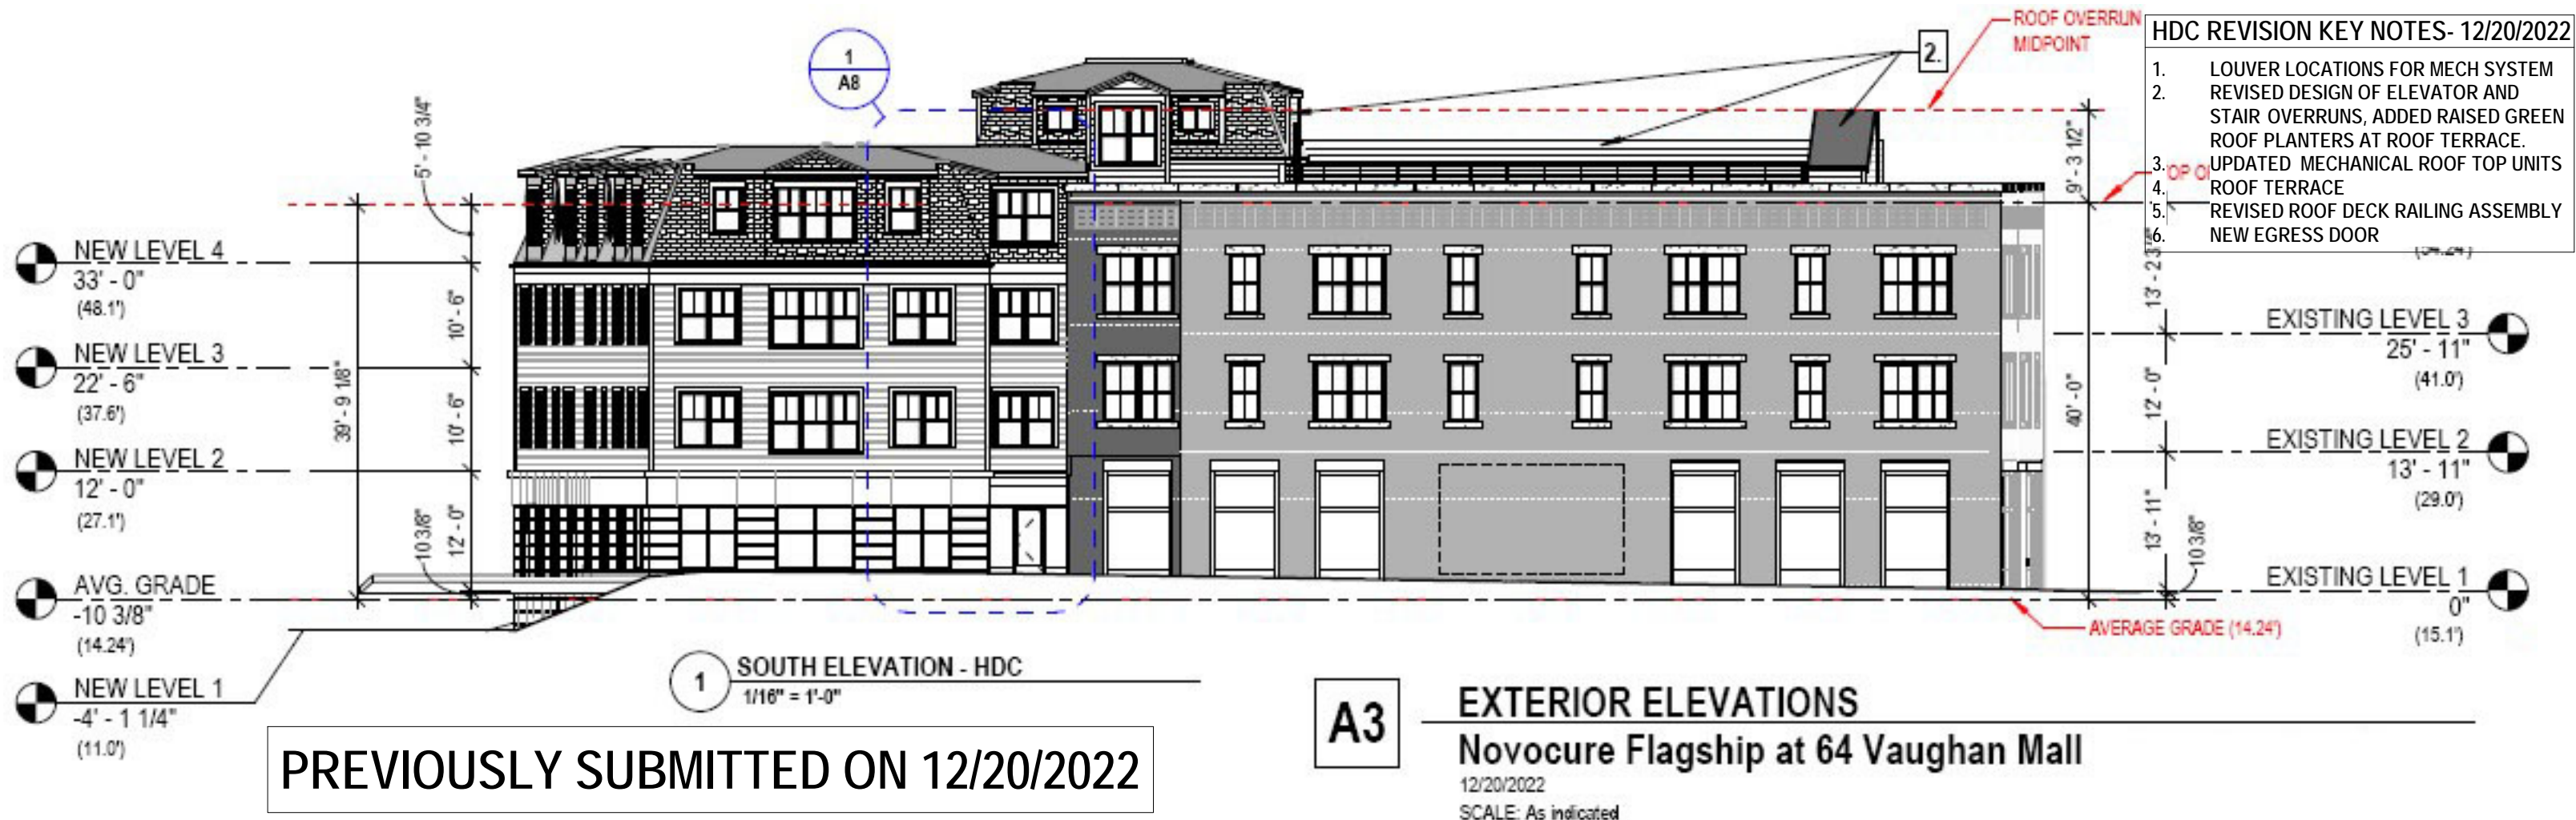 1
A8
2.
ROOF OVERRUN
MIDPOINT
HDC REVISION KEY NOTES- 12/20/2022
1. LOUVER LOCATIONS FOR MECH SYSTEM
2. REVISED DESIGN OF ELEVATOR AND
STAIR OVERRUNS, ADDED RAISED GREEN
ROOF PLANTERS AT ROOF TERRACE.
3. UPDATED MECHANICAL ROOF TOP UNITS
4. ROOF TERRACE
5. REVISED ROOF DECK RAILING ASSEMBLY
6. NEW EGRESS DOOR
5' - 10 3/4"
10' - 6"
10' - 6"
12' - 0"
10 3/8"
39' - 9 1/8"
NEW LEVEL 4
33' - 0"
(48.1')
NEW LEVEL 3
22' - 6"
(37.6')
NEW LEVEL 2
12' - 0"
(27.1')
AVG. GRADE
-10 3/8"
(14.24')
NEW LEVEL 1
-4' - 1 1/4"
(11.0')
9' - 3 1/2"
40' - 0"
12' - 0"
13' - 11"
10 3/8"
EXISTING LEVEL 3
25' - 11"
(41.0')
EXISTING LEVEL 2
13' - 11"
(29.0')
EXISTING LEVEL 1
0"
(15.1')
AVERAGE GRADE (14.24')
1
SOUTH ELEVATION - HDC
1/16" = 1'-0"
PREVIOUSLY SUBMITTED ON 12/20/2022
A3
EXTERIOR ELEVATIONS
Novocure Flagship at 64 Vaughan Mall
12/20/2022
SCALE: As indicated